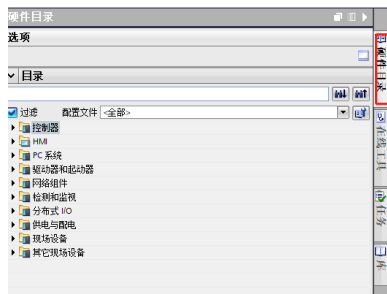 硬件目录
选项
目录
过滤 配置文件 <全部>
控制器
HMI
PC 系统
驱动器和起动器
网络组件
检测和监视
分布式 I/O
供电与配电
现场设备
其它现场设备
硬件目录
在线工具
任务
库